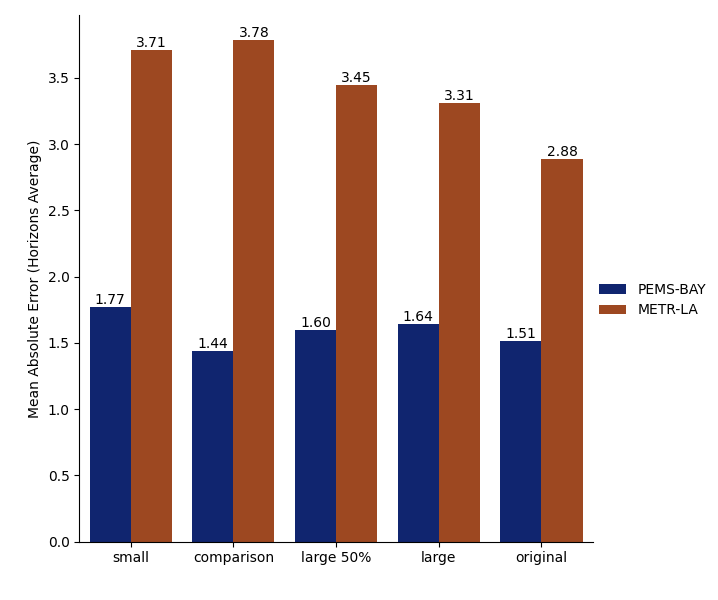 Mean Absolute Error (Horizons Average)
3.5
3.0
2.5
2.0
1.5
1.0
0.5
0.0
1.77
3.71
1.44
3.78
1.60
3.45
1.64
3.31
1.51
2.88
small
comparison
large 50%
large
original
PEMS-BAY
METR-LA